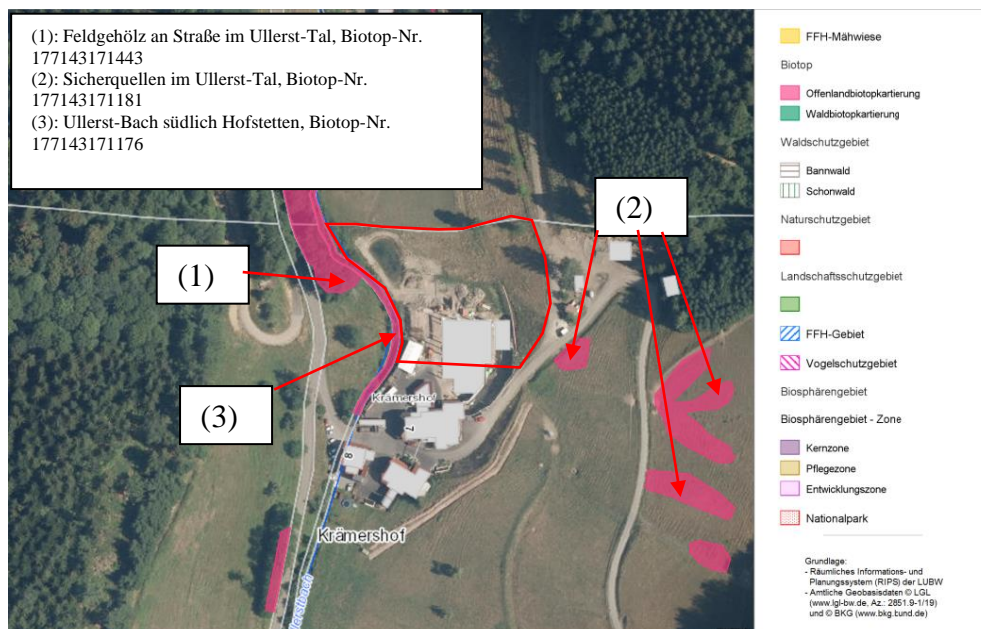 (1): Feldgehölz an Straße im Ullerst-Tal, Biotop-Nr.
177143171443
(2): Sicherquellen im Ullerst-Tal, Biotop-Nr.
177143171181
(3): Ullerst-Bach südlich Hofstetten, Biotop-Nr.
177143171176
(1)
(2)
(3)
Krämershof
7
8
Krämershof
llerstbach
FFH-Mähwiese
Biotop
Offenlandbiotopkartierung
Waldbiotopkartierung
Waldschutzgebiet
Bannwald
Schonwald
Naturschutzgebiet
Landschaftsschutzgebiet
FFH-Gebiet
Vogelschutzgebiet
Biosphärengebiet
Biosphärengebiet - Zone
Kernzone
Pflegezone
Entwicklungszone
Nationalpark
Grundlage:
- Räumliches Informations- und
Planungssystem (RIPS) der LUBW
- Amtliche Geobasisdaten © LGL
(www.lgl-bw.de, Az.: 2851.9-1/19)
und © BKG (www.bkg.bund.de)